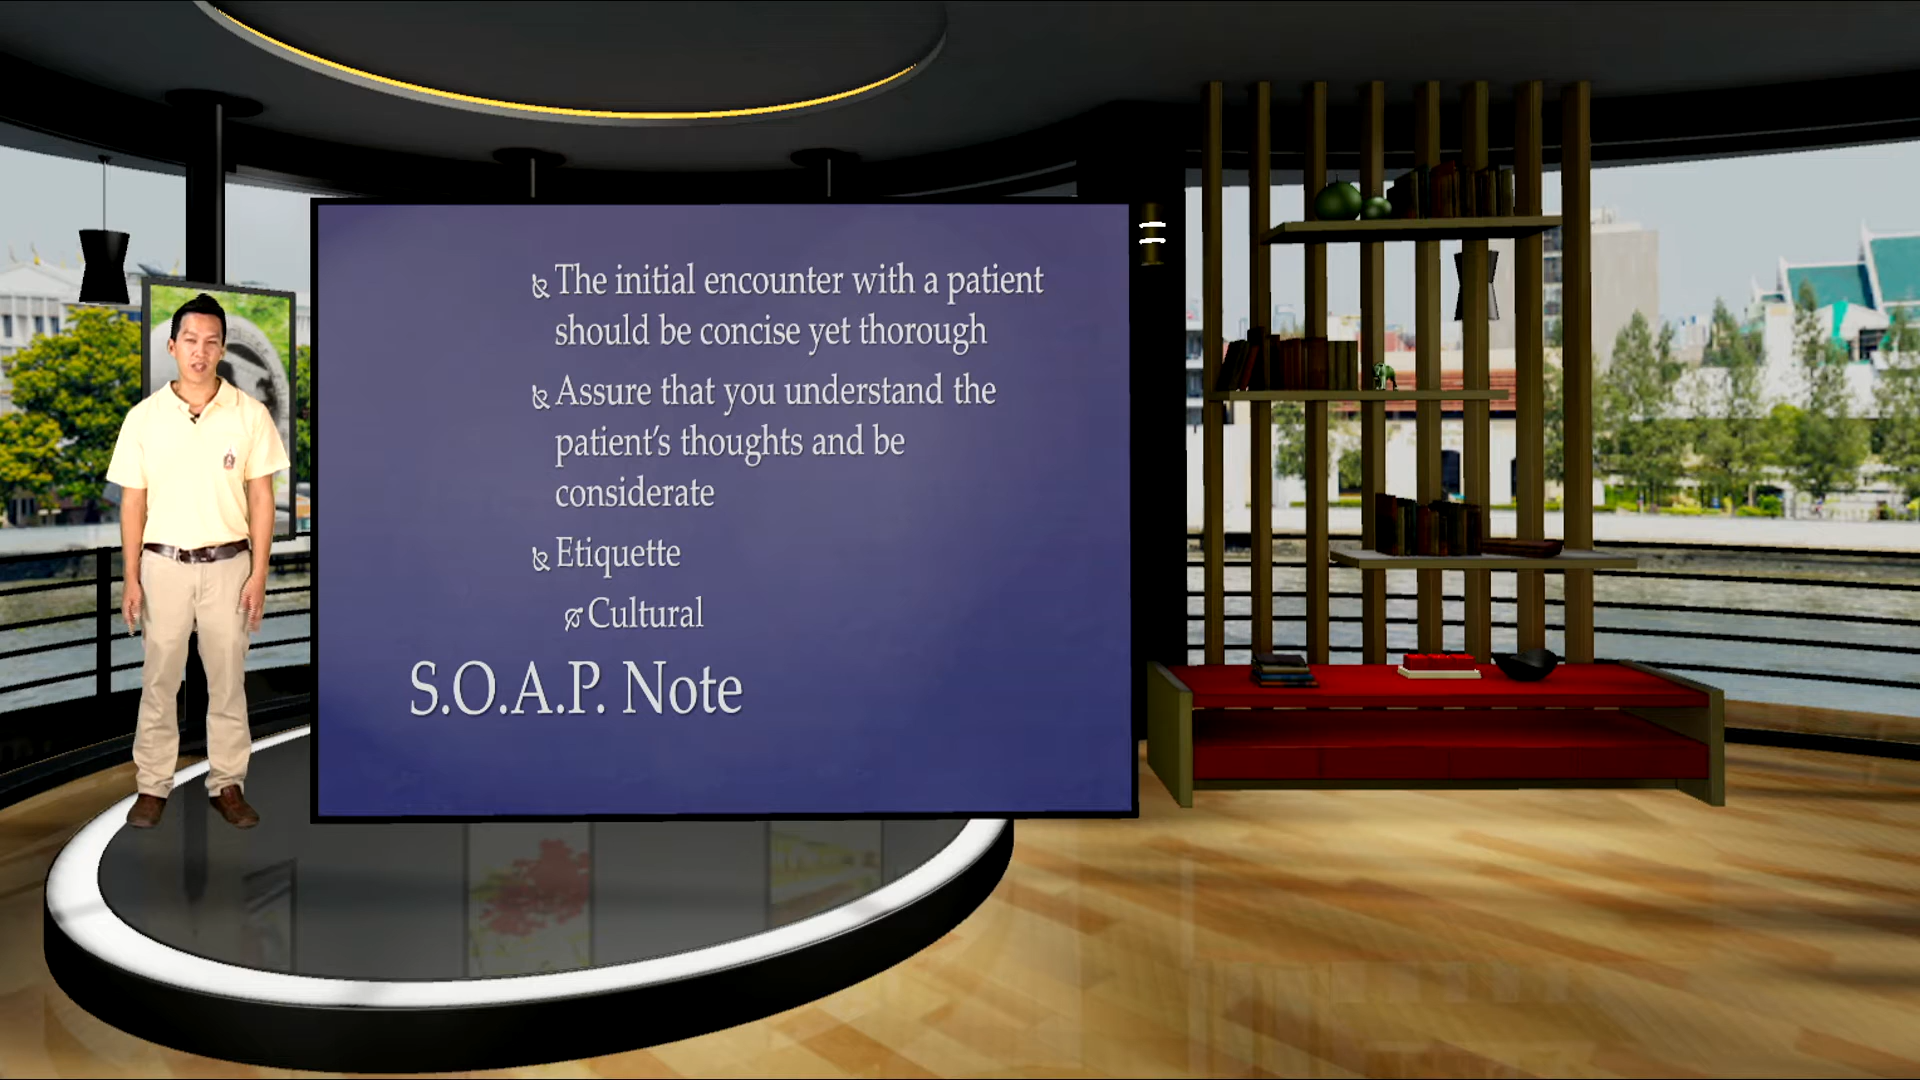 The initial encounter with a patient
should be concise yet thorough
Assure that you understand the
patient's thoughts and be
considerate
Etiquette
Cultural
S.O.A.P. Note